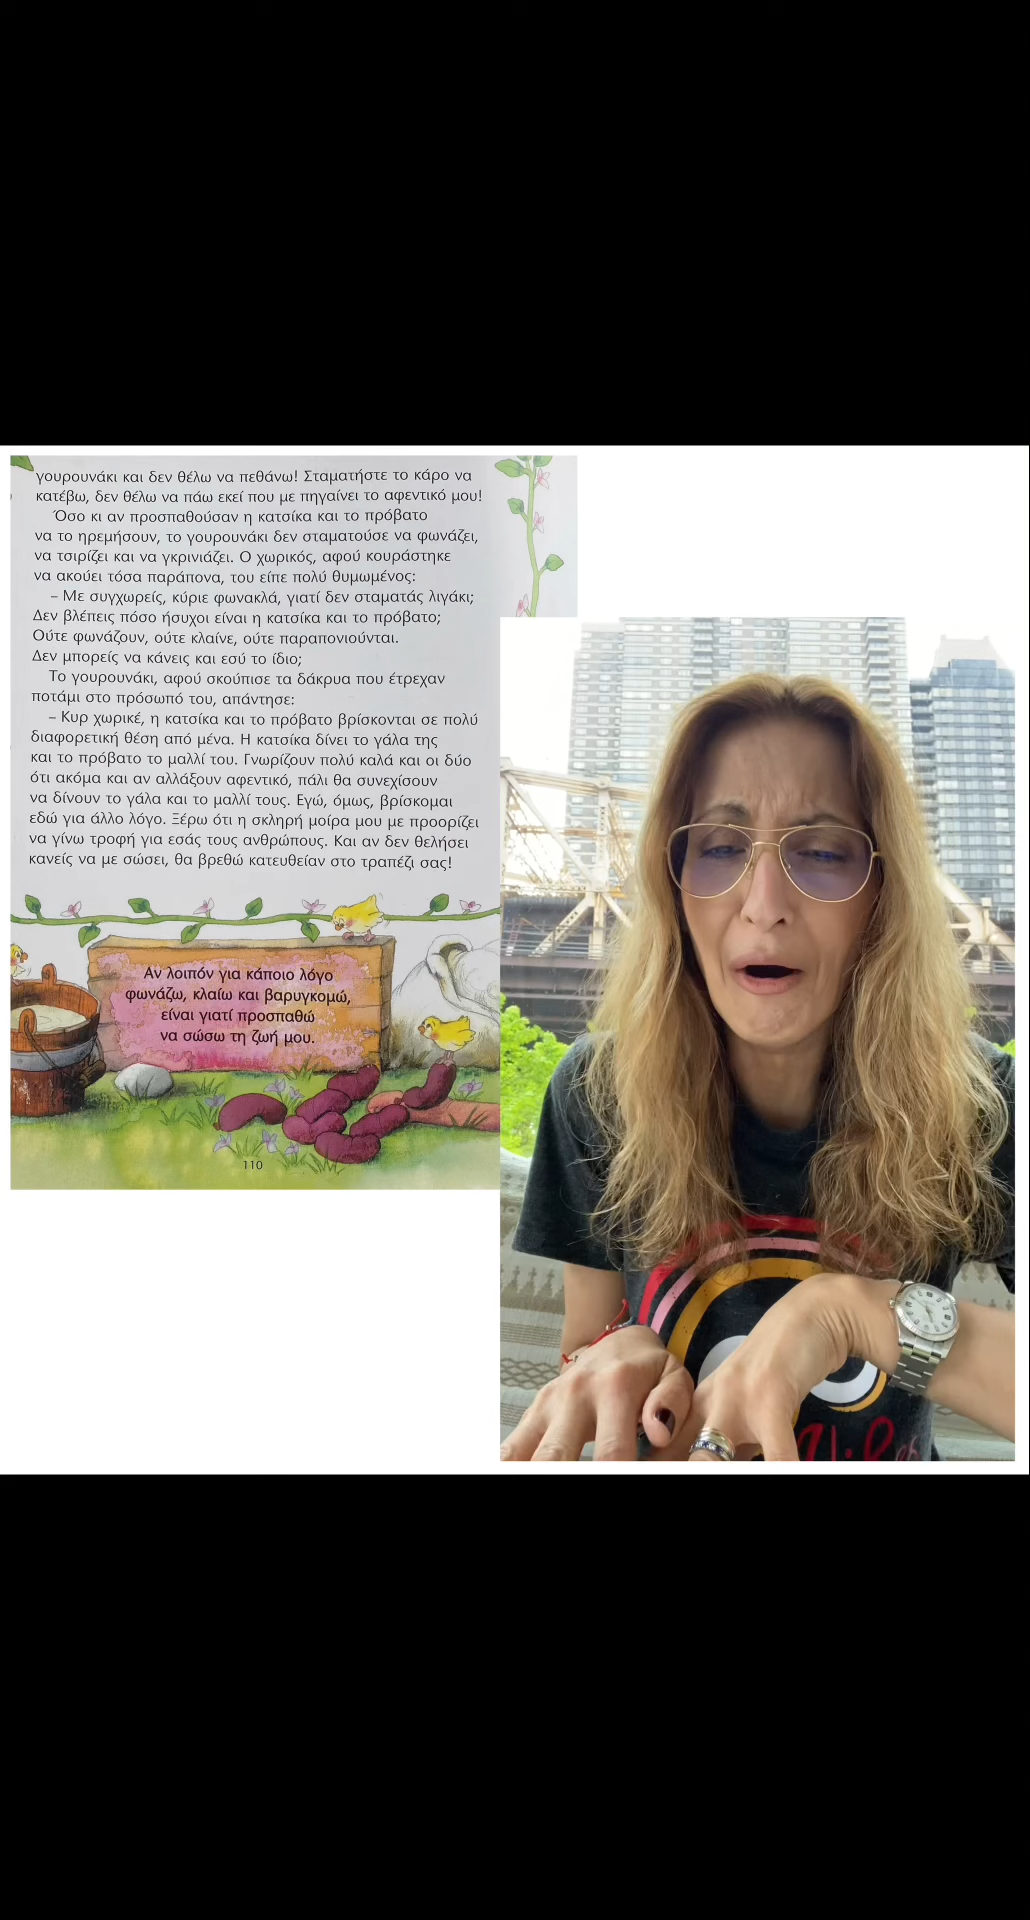 γουρουνάκι και δεν θέλω να πεθάνω! Σταματήστε το κάρο να
κατέβω, δεν θέλω να πάω εκεί που με πηγαίνει το αφεντικό μου!
Όσο κι αν προσπαθούσαν η κατσίκα και το πρόβατο
να το ηρεμήσουν, το γουρουνάκι δεν σταματούσε να φωνάζει,
να τσιρίζει και να γκρινιάζει. Ο χωρικός, αφού κουράστηκε
να ακούει τόσα παράπονα, του είπε πολύ θυμωμένος:
– Με συγχωρείς, κύριε φωνακλά, γιατί δεν σταματάς λιγάκι;
Δεν βλέπεις πόσο ήσυχοι είναι η κατσίκα και το πρόβατο;
Ούτε φωνάζουν, ούτε κλαίνε, ούτε παραπονιούνται.
Δεν μπορείς να κάνεις και εσύ το ίδιο;
Το γουρουνάκι, αφού σκούπισε τα δάκρυα που έτρεχαν
ποτάμι στο πρόσωπό του, απάντησε:
– Κυρ χωρικέ, η κατσίκα και το πρόβατο βρίσκονται σε πολύ
διαφορετική θέση από μένα. Η κατσίκα δίνει το γάλα της
και το πρόβατο το μαλλί του. Γνωρίζουν πολύ καλά και οι δύο
ότι ακόμα και αν αλλάξουν αφεντικό, πάλι θα συνεχίσουν
να δίνουν το γάλα και το μαλλί τους. Εγώ, όμως, βρίσκομαι
εδώ για άλλο λόγο. Ξέρω ότι η σκληρή μοίρα μου με προορίζει
να γίνω τροφή για εσάς τους ανθρώπους. Και αν δεν θελήσει
κανείς να με σώσει, θα βρεθώ κατευθείαν στο τραπέζι σας!
Αν λοιπόν για κάποιο λόγο
φωνάζω, κλαίω και βαρυγκομώ,
είναι γιατί προσπαθώ
να σώσω τη ζωή μου.
110